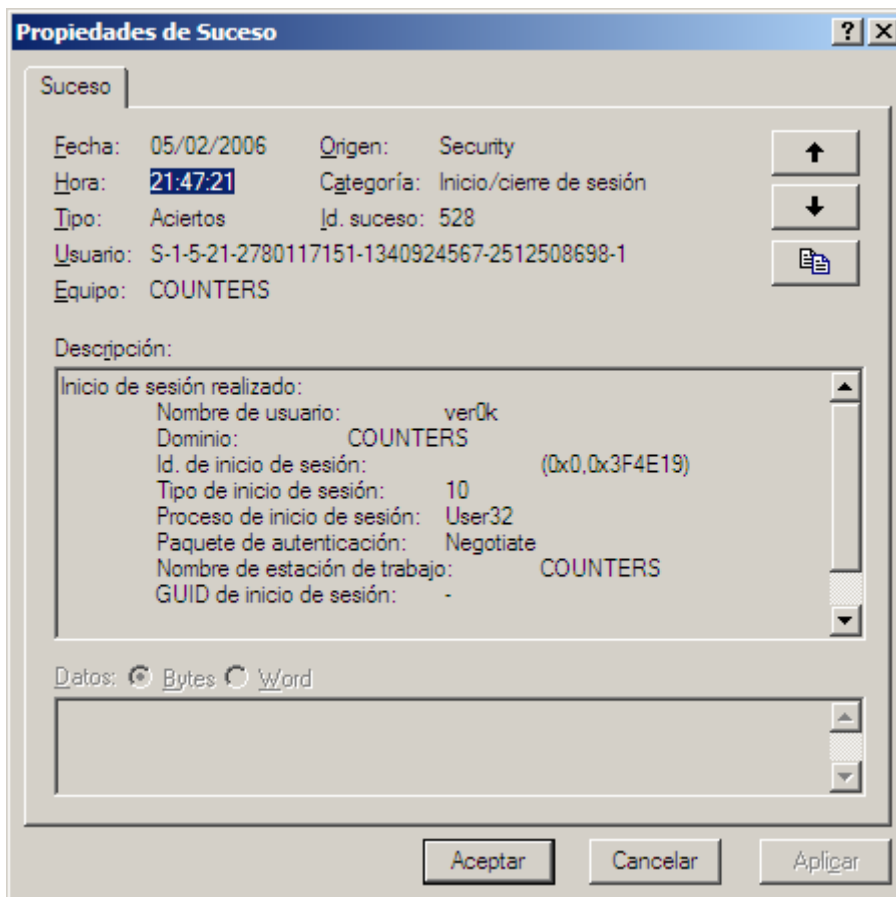 Propiedades de Suceso
Suceso
Fecha: 05/02/2006 Origen: Security
Hora: 21:47:21 Categoría: Inicio/cierre de sesión
Tipo: Aciertos Id. suceso: 528
Usuario: S-1-5-21-2780117151-1340924567-2512508698-1
Equipo: COUNTERS
Descripción:
Inicio de sesión realizado:
Nombre de usuario: ver0k
Dominio: COUNTERS
Id. de inicio de sesión: (0x0,0x3F4E19)
Tipo de inicio de sesión: 10
Proceso de inicio de sesión: User32
Paquete de autenticación: Negotiate
Nombre de estación de trabajo: COUNTERS
GUID de inicio de sesión: -
Datos: Bytes Word
Aceptar Cancelar Aplicar